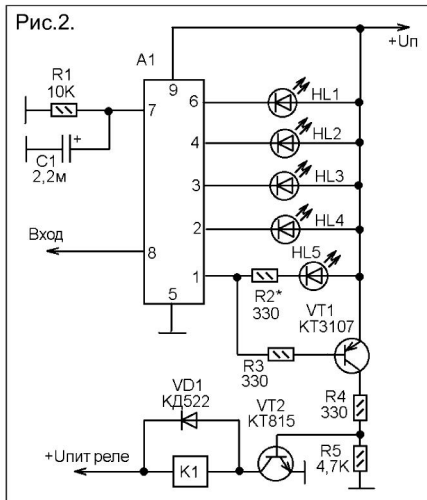 Рис.2.
+Uп
A1
R1
10K
9
7
6
HL1
4
HL2
C1
2,2м
+
3
HL3
2
HL4
Вход
8
1
HL5
R2*
330
5
VT1
КТ3107
R3
330
VD1
КД522
VT2
КТ815
R4
330
R5
4,7K
+Uпит реле
K1